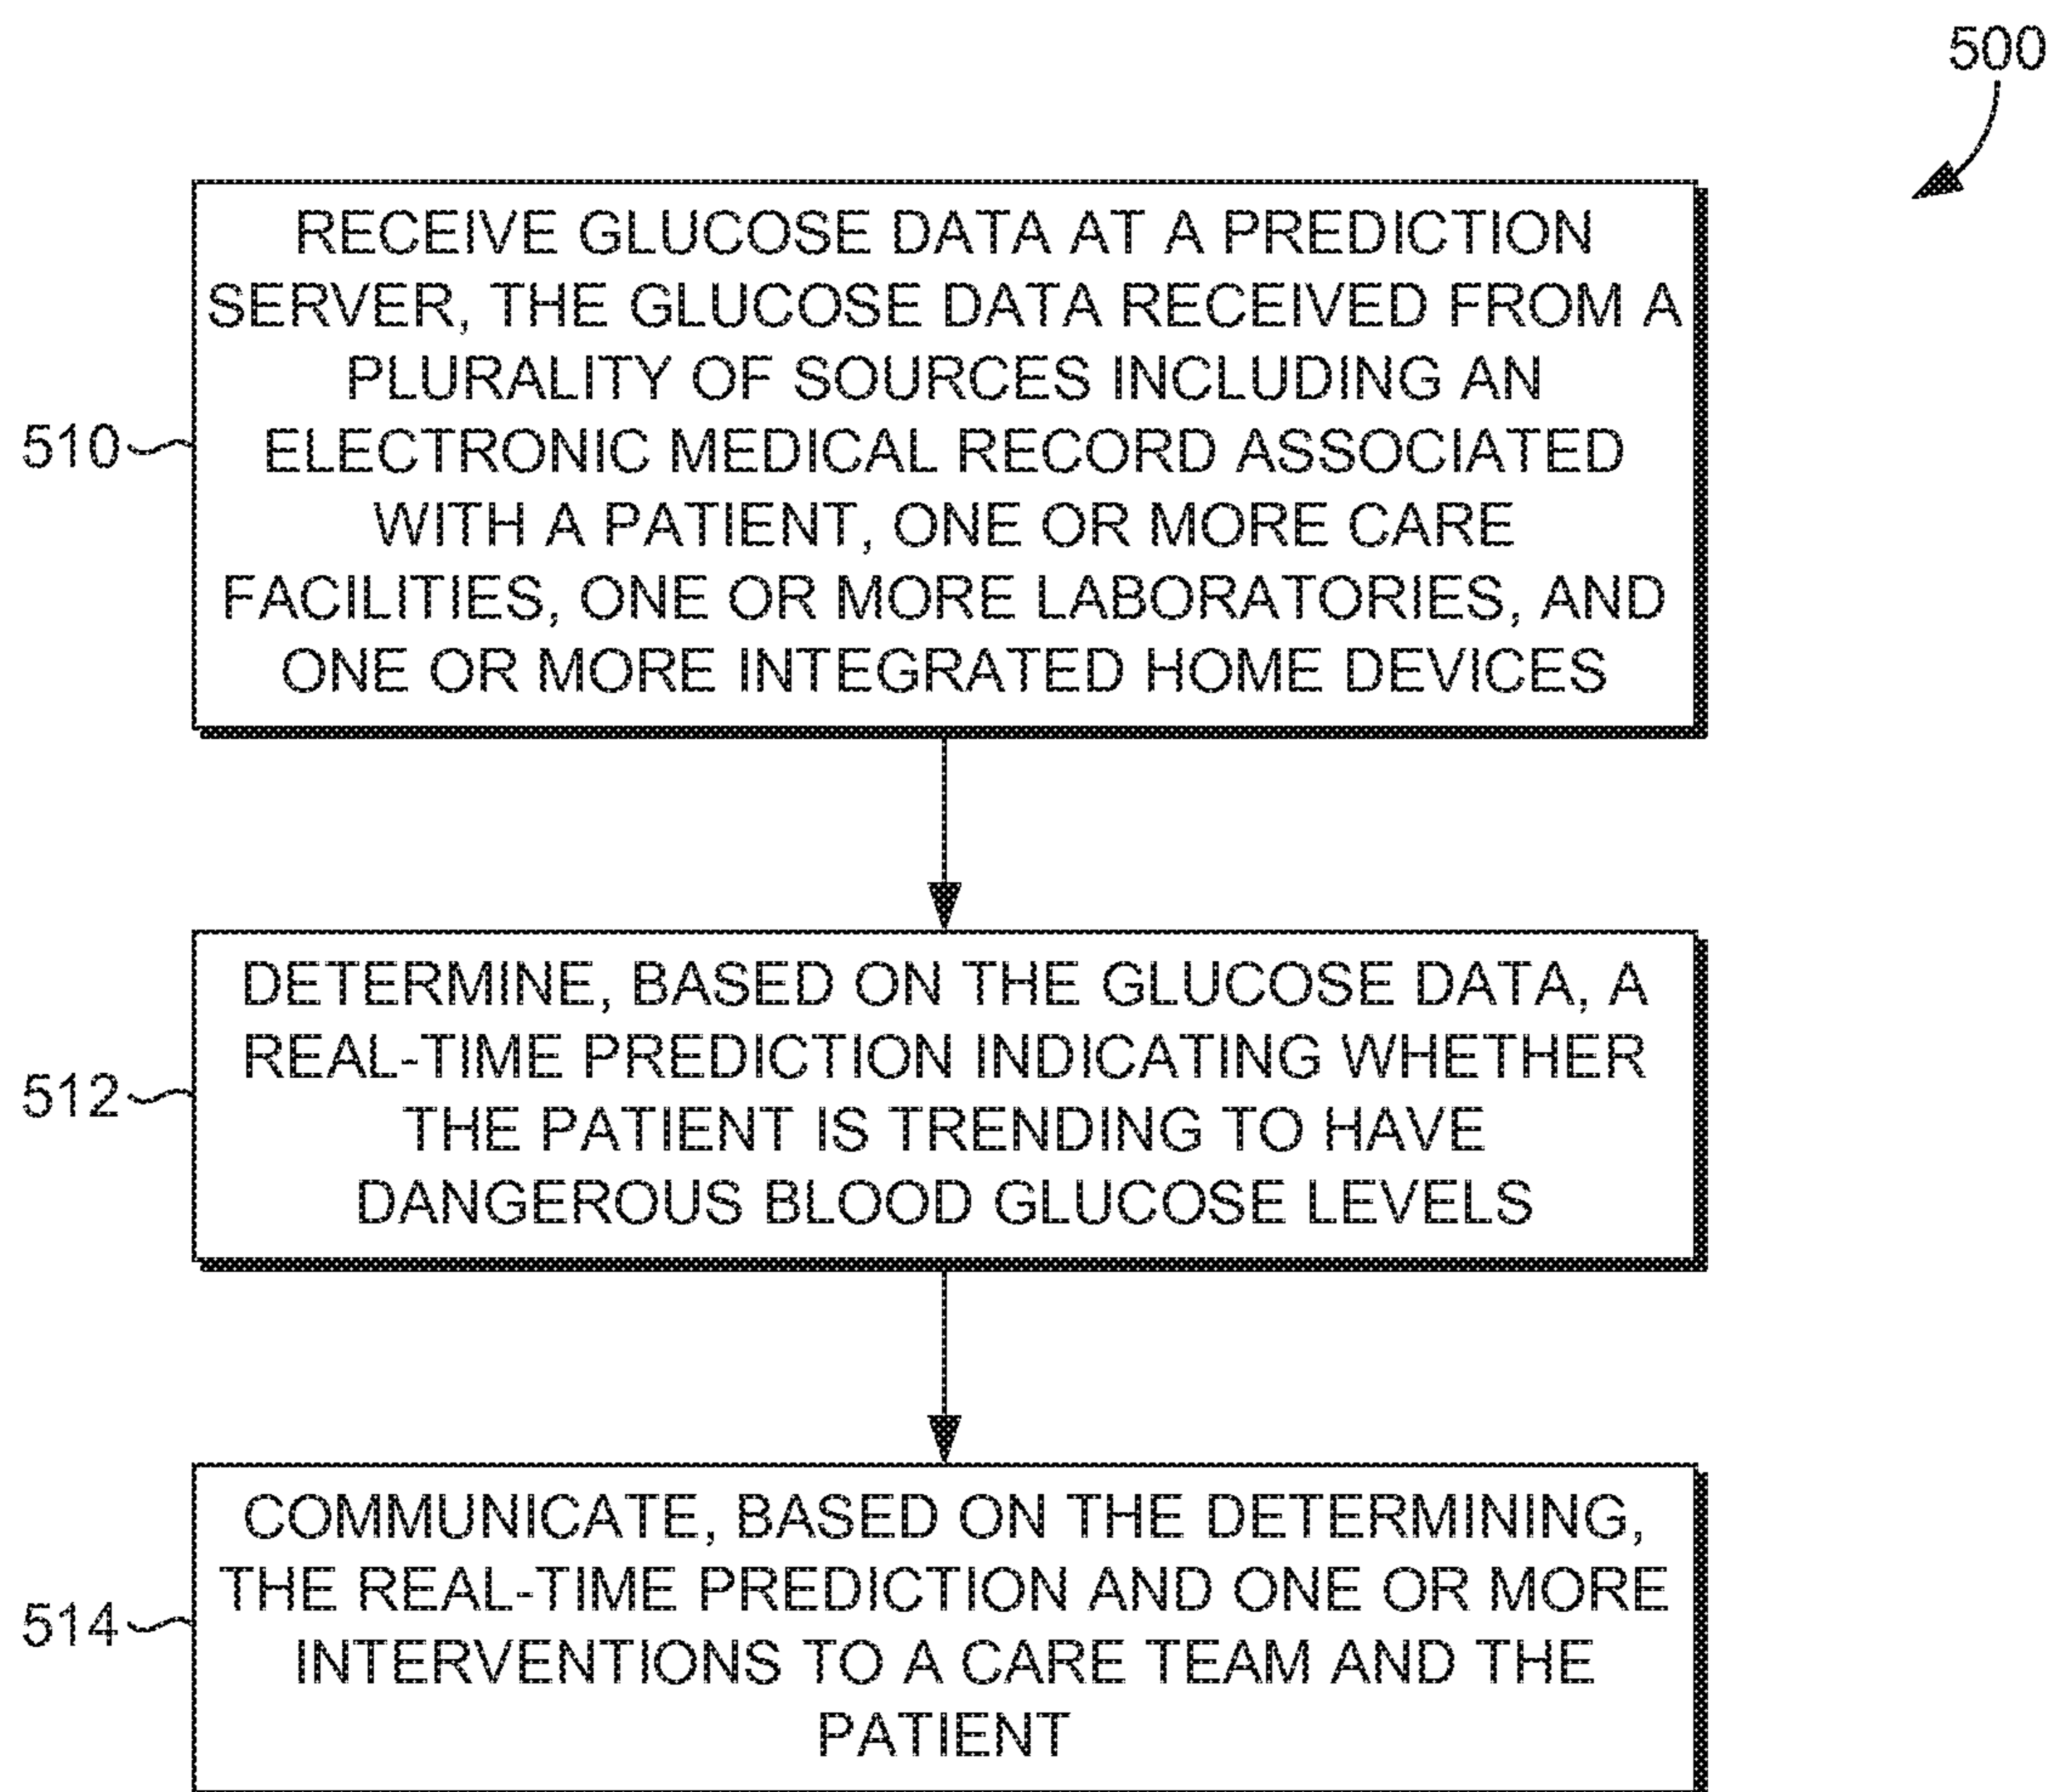 500
RECEIVE GLUCOSE DATA AT A PREDICTION
SERVER, THE GLUCOSE DATA RECEIVED FROM A
PLURALITY OF SOURCES INCLUDING AN
ELECTRONIC MEDICAL RECORD ASSOCIATED
WITH A PATIENT, ONE OR MORE CARE
FACILITIES, ONE OR MORE LABORATORIES, AND
ONE OR MORE INTEGRATED HOME DEVICES
510
DETERMINE, BASED ON THE GLUCOSE DATA, A
REAL-TIME PREDICTION INDICATING WHETHER
THE PATIENT IS TRENDING TO HAVE
DANGEROUS BLOOD GLUCOSE LEVELS
512
COMMUNICATE, BASED ON THE DETERMINING,
THE REAL-TIME PREDICTION AND ONE OR MORE
INTERVENTIONS TO A CARE TEAM AND THE
PATIENT
514